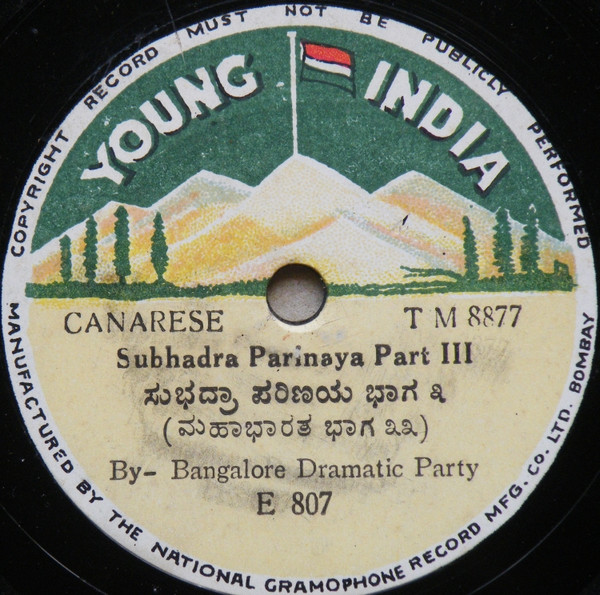 COPYRIGHT RECORD MUST NOT BE PUBLICLY PERFORMED
YOUNG INDIA
CANARESE T M 8877
Subhadra Parinaya Part III
ಸುಭದ್ರಾ ಪರಿಣಯ ಭಾಗ ೩
(ಮಹಾಭಾರತ ಭಾಗ ೩೩)
By- Bangalore Dramatic Party
E 807
MANUFACTURED BY THE NATIONAL GRAMOPHONE RECORD MFG. CO. LTD. BOMBAY